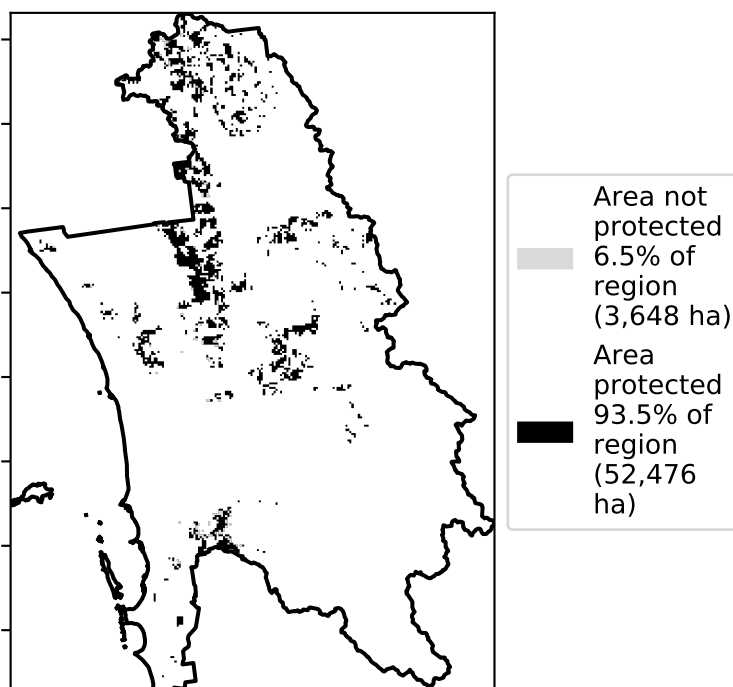 Area not
protected
6.5% of
region
(3,648 ha)
Area
protected
93.5% of
region
(52,476
ha)